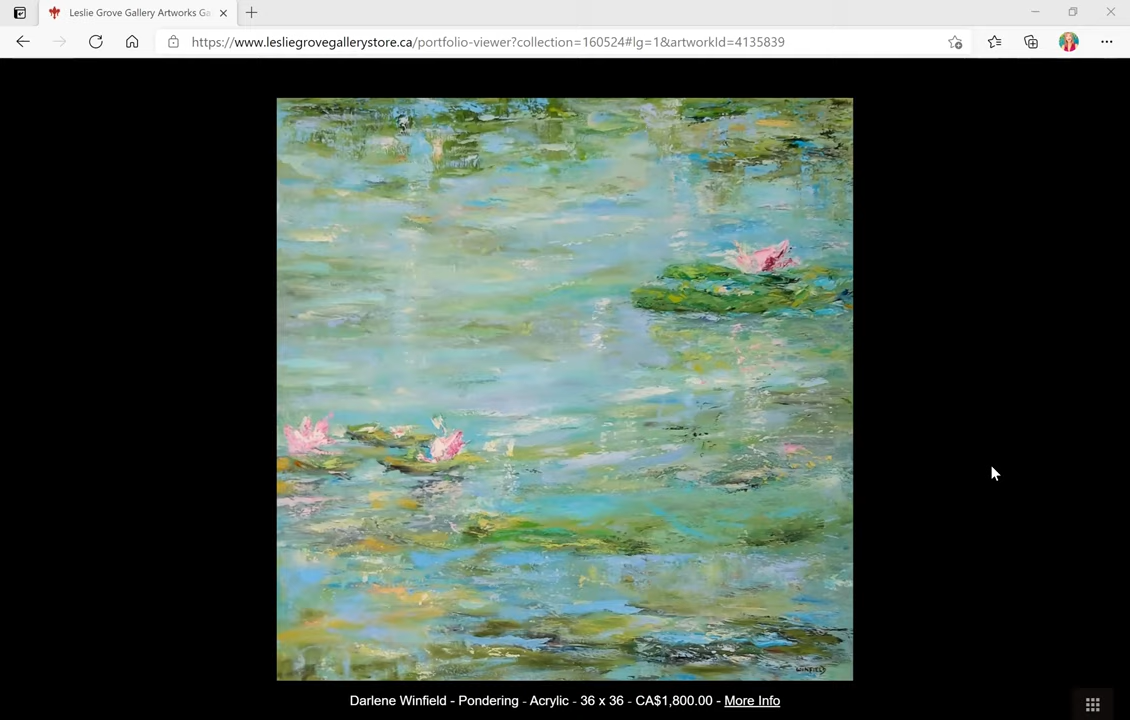 Leslie Grove Gallery Artworks Ga
https://www.lesliegrovegallerystore.ca/portfolio-viewer?collection=160524#lg=1&artworkId=4135839
WINFIELD
Darlene Winfield - Pondering - Acrylic - 36 x 36 - CA$1,800.00 - More Info